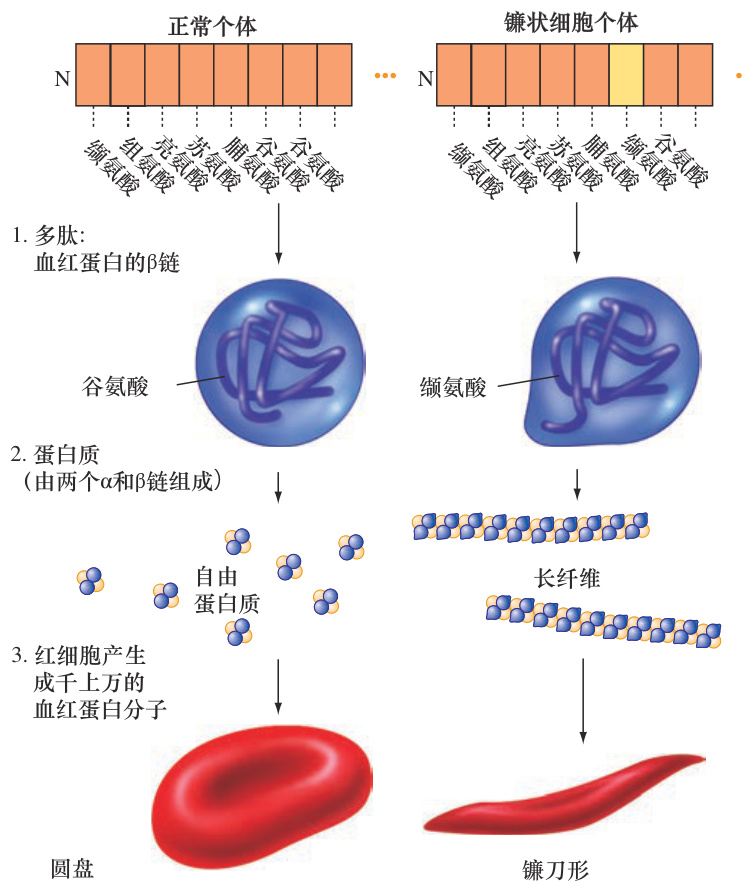 正常个体
镰状细胞个体
N
N
缬氨酸
组氨酸
亮氨酸
苏氨酸
脯氨酸
谷氨酸
谷氨酸
缬氨酸
组氨酸
亮氨酸
苏氨酸
脯氨酸
缬氨酸
谷氨酸
1. 多肽:
血红蛋白的β链
谷氨酸
缬氨酸
2. 蛋白质
（由两个α和β链组成）
自由
蛋白质
长纤维
3. 红细胞产生
成千上万的
血红蛋白分子
圆盘
镰刀形